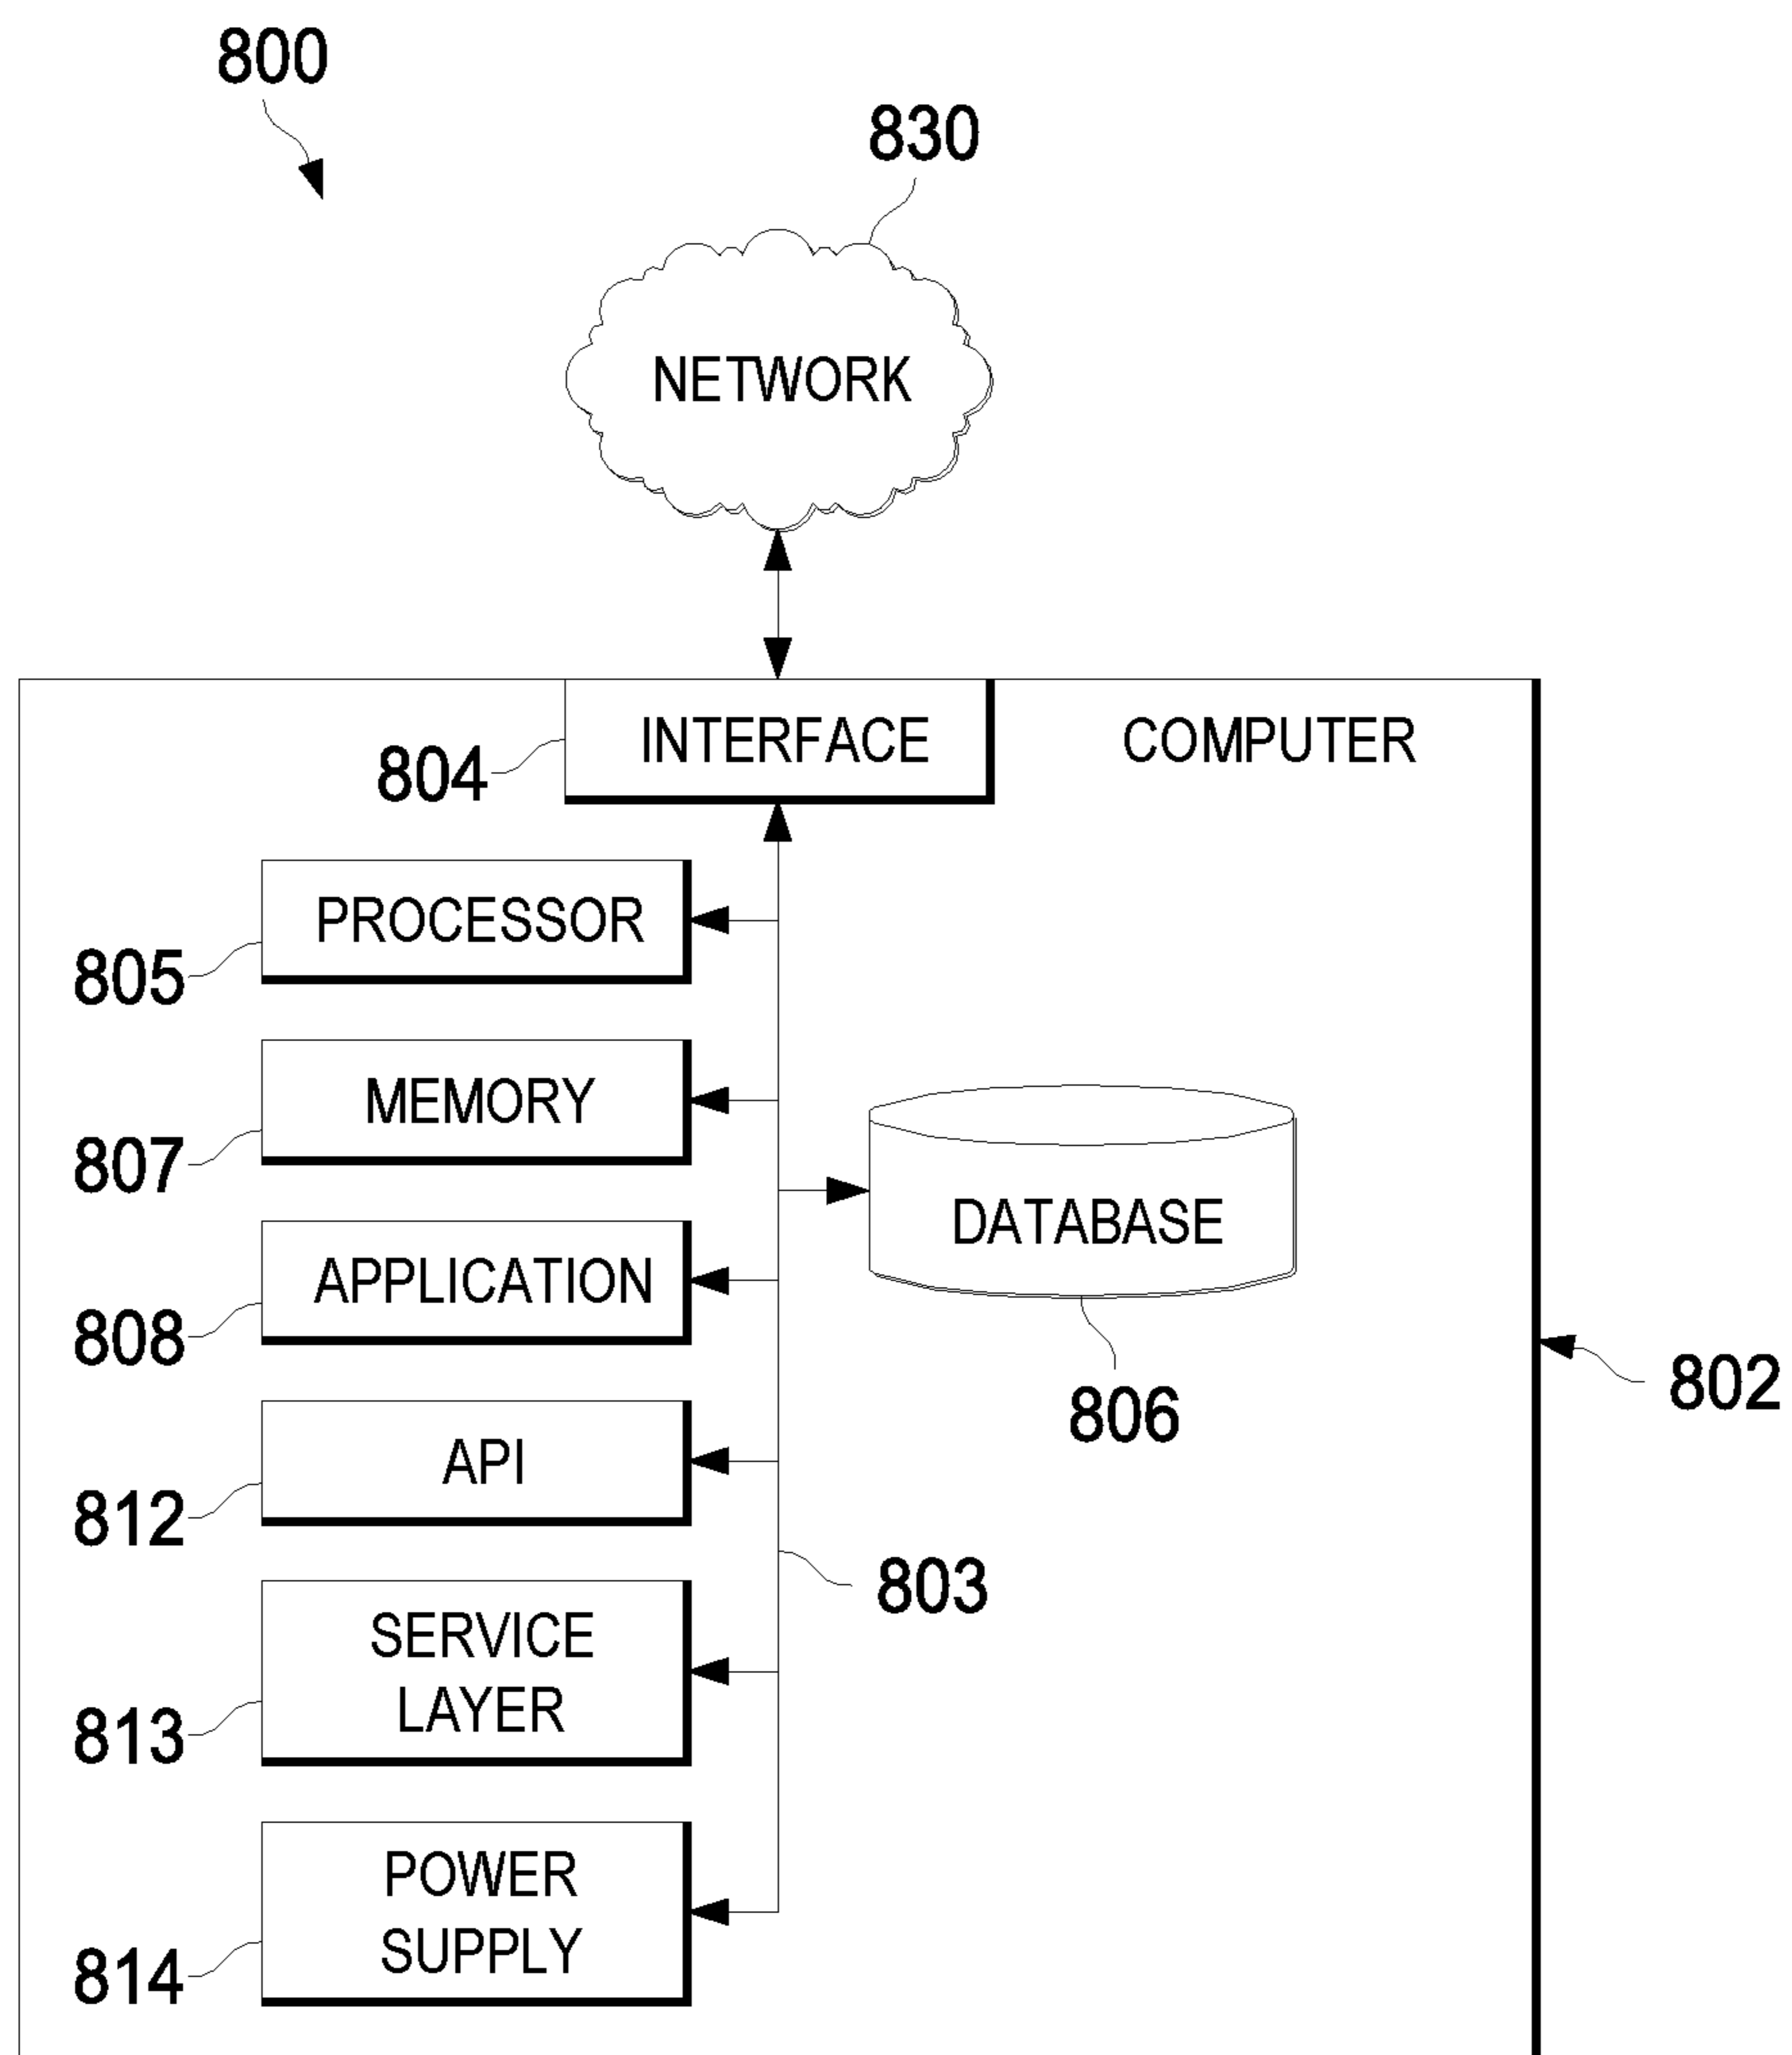 800
830
NETWORK
INTERFACE
COMPUTER
804
PROCESSOR
805
MEMORY
807
DATABASE
APPLICATION
808
802
806
API
812
803
SERVICE
LAYER
813
POWER
SUPPLY
814